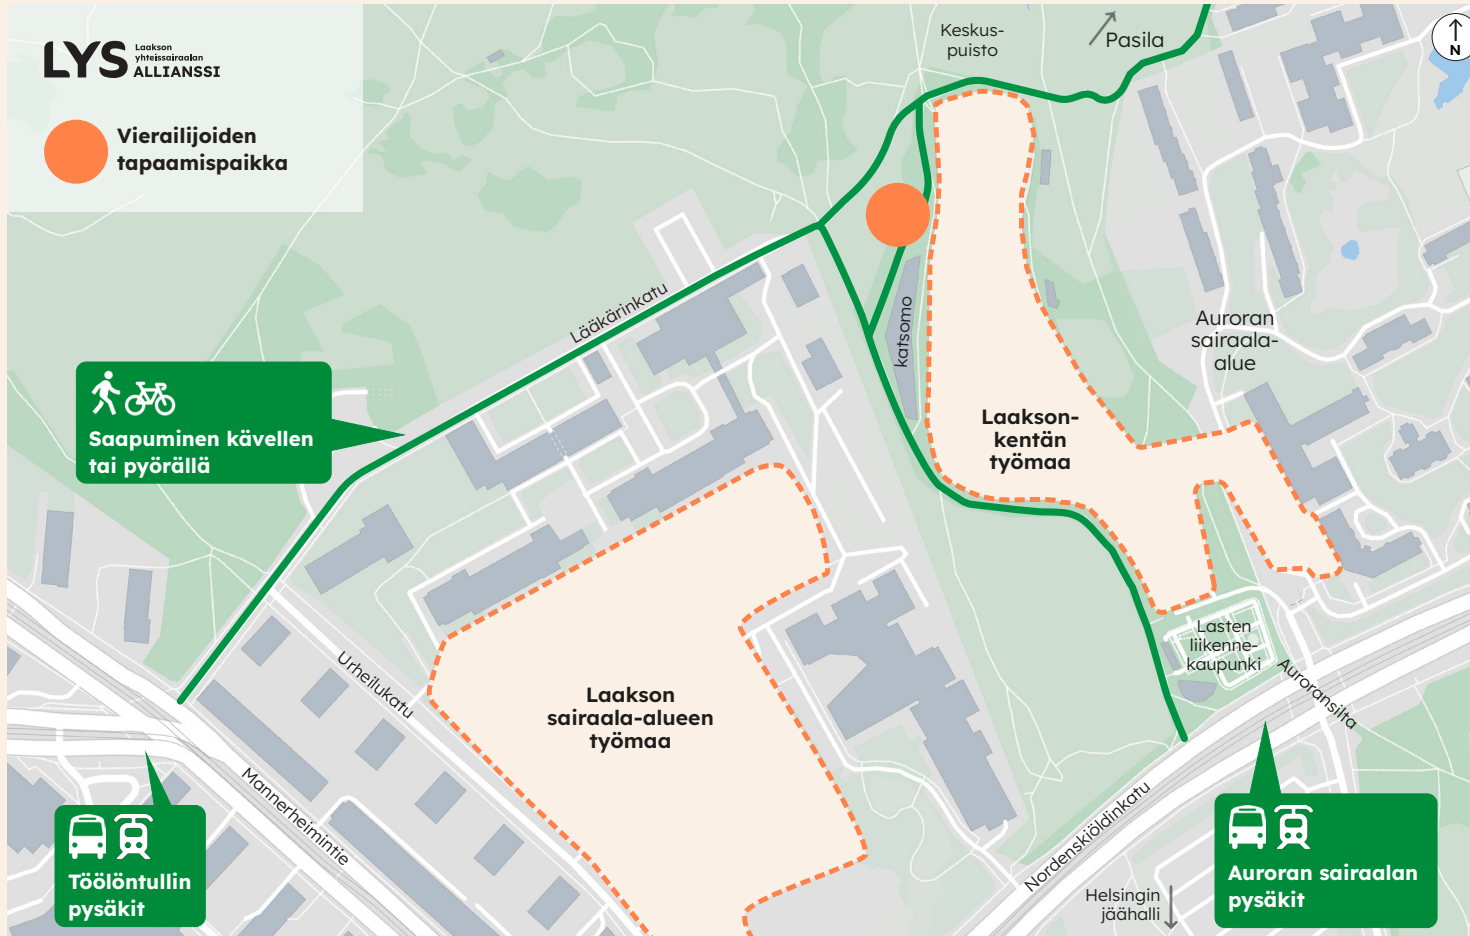 LYS
Laakson
yhteissairaalan
ALLIANSSI
Vierailijoiden
tapaamispaikka
Keskus-
puisto
Pasila
N
Lääkärinkatu
katsomo
Auroran
sairaala-
alue
Saapuminen kävellen
tai pyörällä
Laakson-
kentän
työmaa
Urheilukatu
Laakson
sairaala-alueen
työmaa
Lasten
liikenne-
kaupunki
Auroransilta
Mannerheimintie
Nordenskiöldinkatu
Töölöntullin
pysäkit
Helsingin
jäähalli
Auroran sairaalan
pysäkit